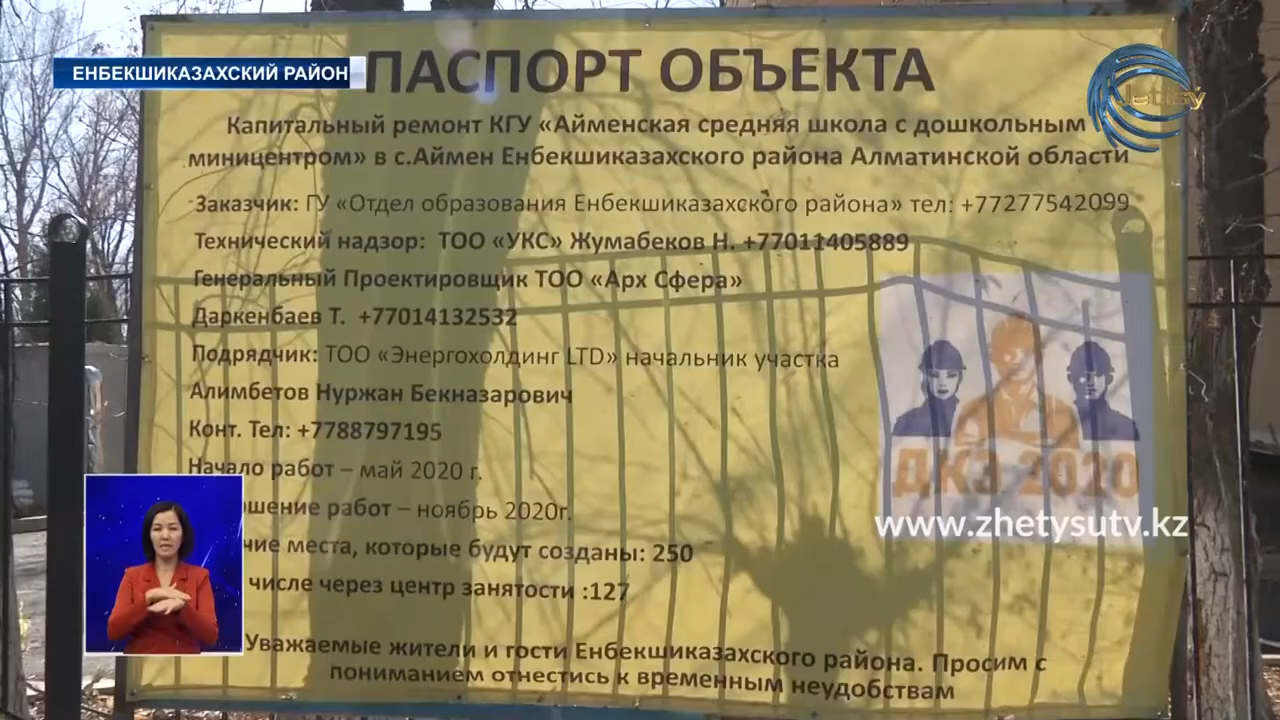 ЕНБЕКШИКАЗАХСКИЙ РАЙОН
ПАСПОРТ ОБЪЕКТА
Jetisý
Капитальный ремонт КГУ «Айменская средняя школа с дошкольным
миницентром» в с.Аймен Енбекшиказахского района Алматинской области
Заказчик: ГУ «Отдел образования Енбекшиказахского района» тел: +77277542099
Технический надзор: ТОО «УКС» Жумабеков Н. +77011405889
Генеральный Проектировщик ТОО «Арх Сфера»
Даркенбаев Т. +77014132532
Подрядчик: ТОО «Энергохолдинг LTD» начальник участка
Алимбетов Нуржан Бекназарович
Конт. Тел: +7788797195
Начало работ – май 2020 г.
работ – ноябрь 2020г.
места, которые будут созданы: 250
числе через центр занятости :127
ДКЗ 2020
www.zhetysutv.kz
Уважаемые жители и гости Енбекшиказахского района. Просим с
пониманием отнестись к временным неудобствам